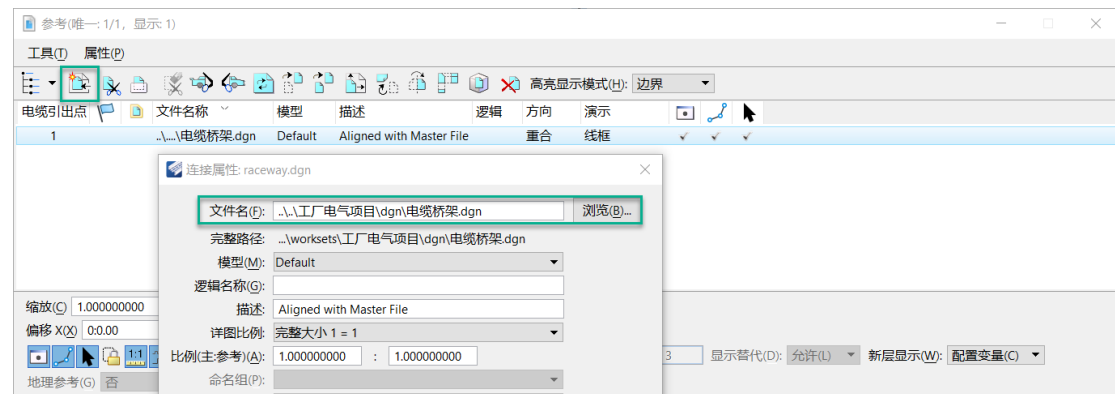 参考(唯一: 1/1, 显示: 1)
工具(T) 属性(P)
高亮显示模式(H): 边界
电缆引出点 文件名称 模型 描述 逻辑 方向 演示
1 ..\...\电缆桥架.dgn Default Aligned with Master File 重合 线框
连接属性: raceway.dgn
文件名(F): ..\..\工厂电气项目\dgn\电缆桥架.dgn 浏览(B)...
完整路径: ...\worksets\工厂电气项目\dgn\电缆桥架.dgn
模型(M): Default
逻辑名称(G):
缩放(C) 1.000000000 描述: Aligned with Master File
偏移 X(X) 0:0.00 详图比例: 完整大小 1 = 1
1:1 比例(主:参考)(A): 1.000000000 : 1.000000000 3 显示替代(D): 允许(L) 新层显示(W): 配置变量(C)
地理参考(G) 否 命名组(P):